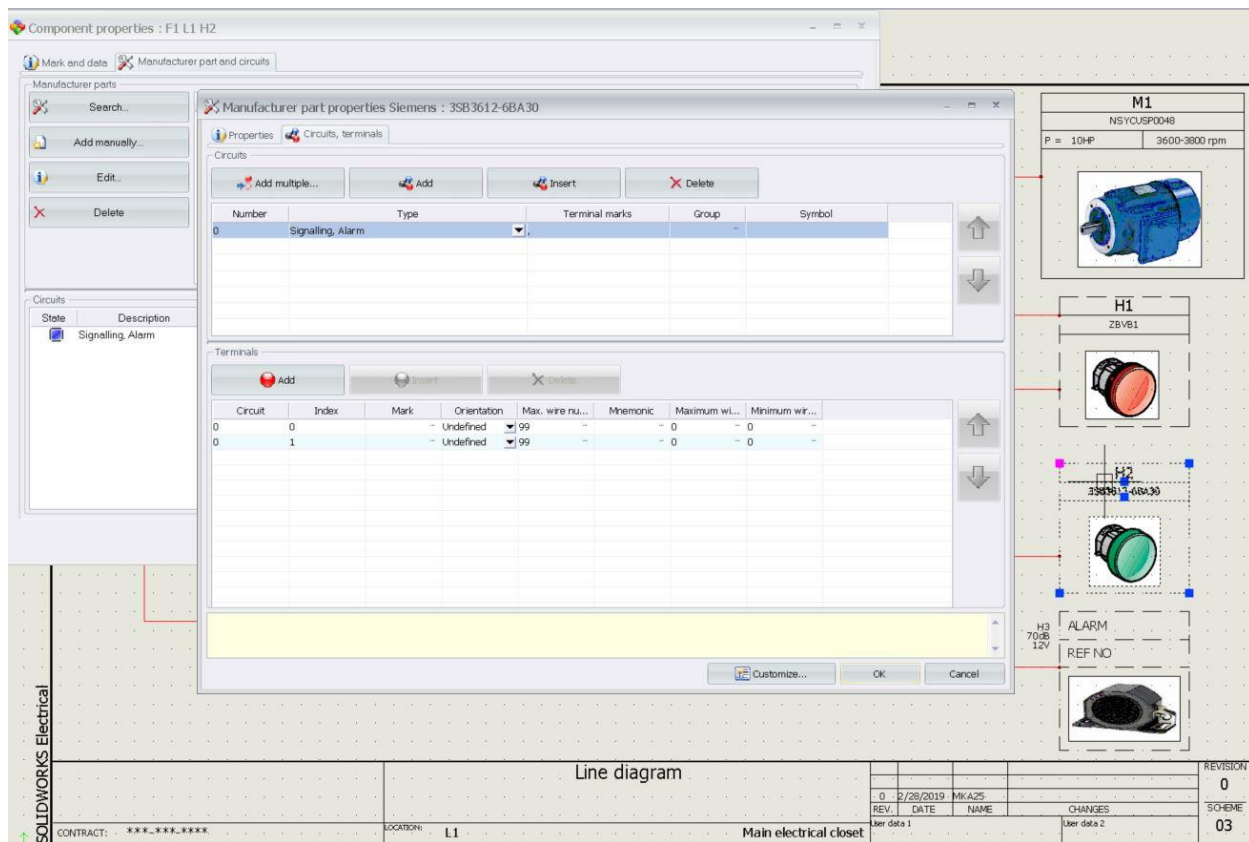 Component properties : F1 L1 H2
Mark and data
Manufacturer part and circuits
Manufacturer parts
Search...
Add manually...
Edit...
Delete
Circuits
State Description
Signalling, Alarm
Manufacturer part properties Siemens : 3SB3612-6BA30
Properties
Circuits, terminals
Circuits
Add multiple...
Add
Insert
Delete
Number Type Terminal marks Group Symbol
0 Signalling, Alarm ,
Terminals
Add
Insert
Delete
Circuit Index Mark Orientation Max. wire nu... Mnemonic Maximum wi... Minimum wir...
0 0 Undefined 99 0 0
0 1 Undefined 99 0 0
Customize...
OK
Cancel
M1
NSYCUSP0048
P = 10HP 3600-3800 rpm
H1
ZBVB1
H2
3SB3612-6BA30
H3
70dB
12V
ALARM
REF NO
SOLIDWORKS Electrical
Line diagram
CONTRACT: ***-***-****
LOCATION: L1
Main electrical closet
0 2/28/2019 MKA25
REV. DATE NAME CHANGES
User data 1
User data 2
REVISION
0
SCHEME
03